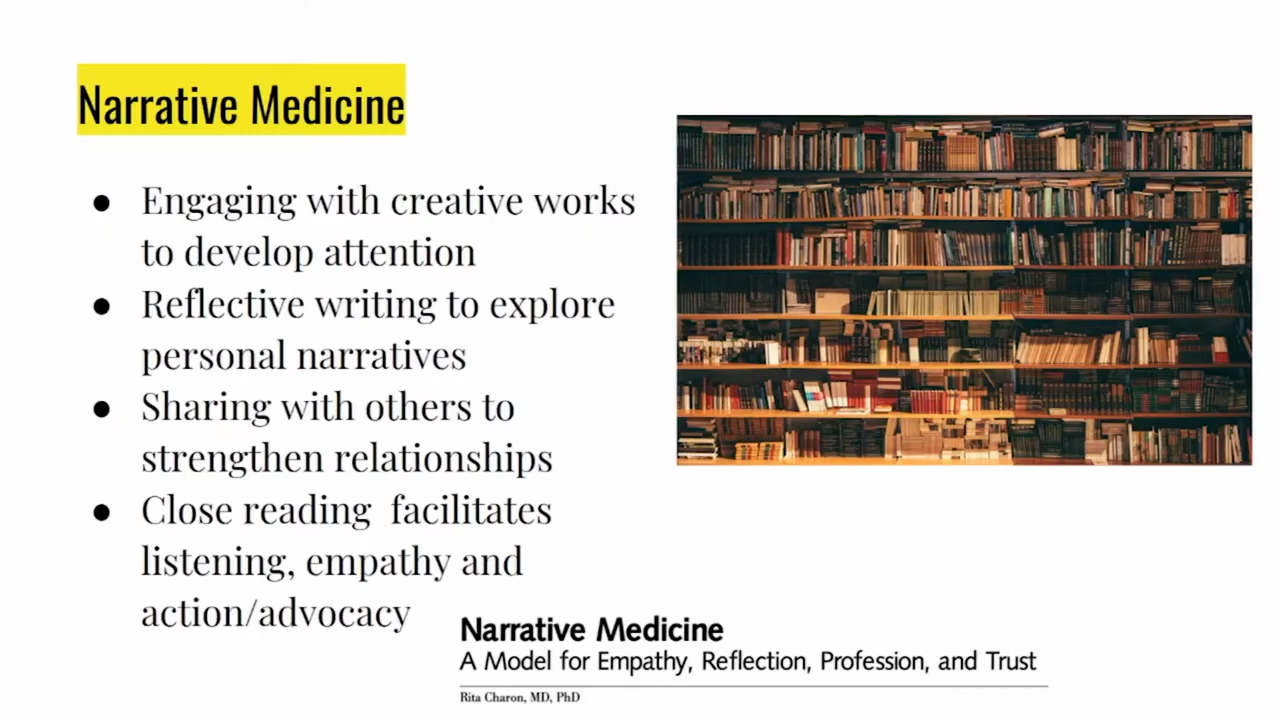 Narrative Medicine
● Engaging with creative works
to develop attention
● Reflective writing to explore
personal narratives
● Sharing with others to
strengthen relationships
● Close reading  facilitates
listening, empathy and
action/advocacy
Narrative Medicine
A Model for Empathy, Reflection, Profession, and Trust
Rita Charon, MD, PhD